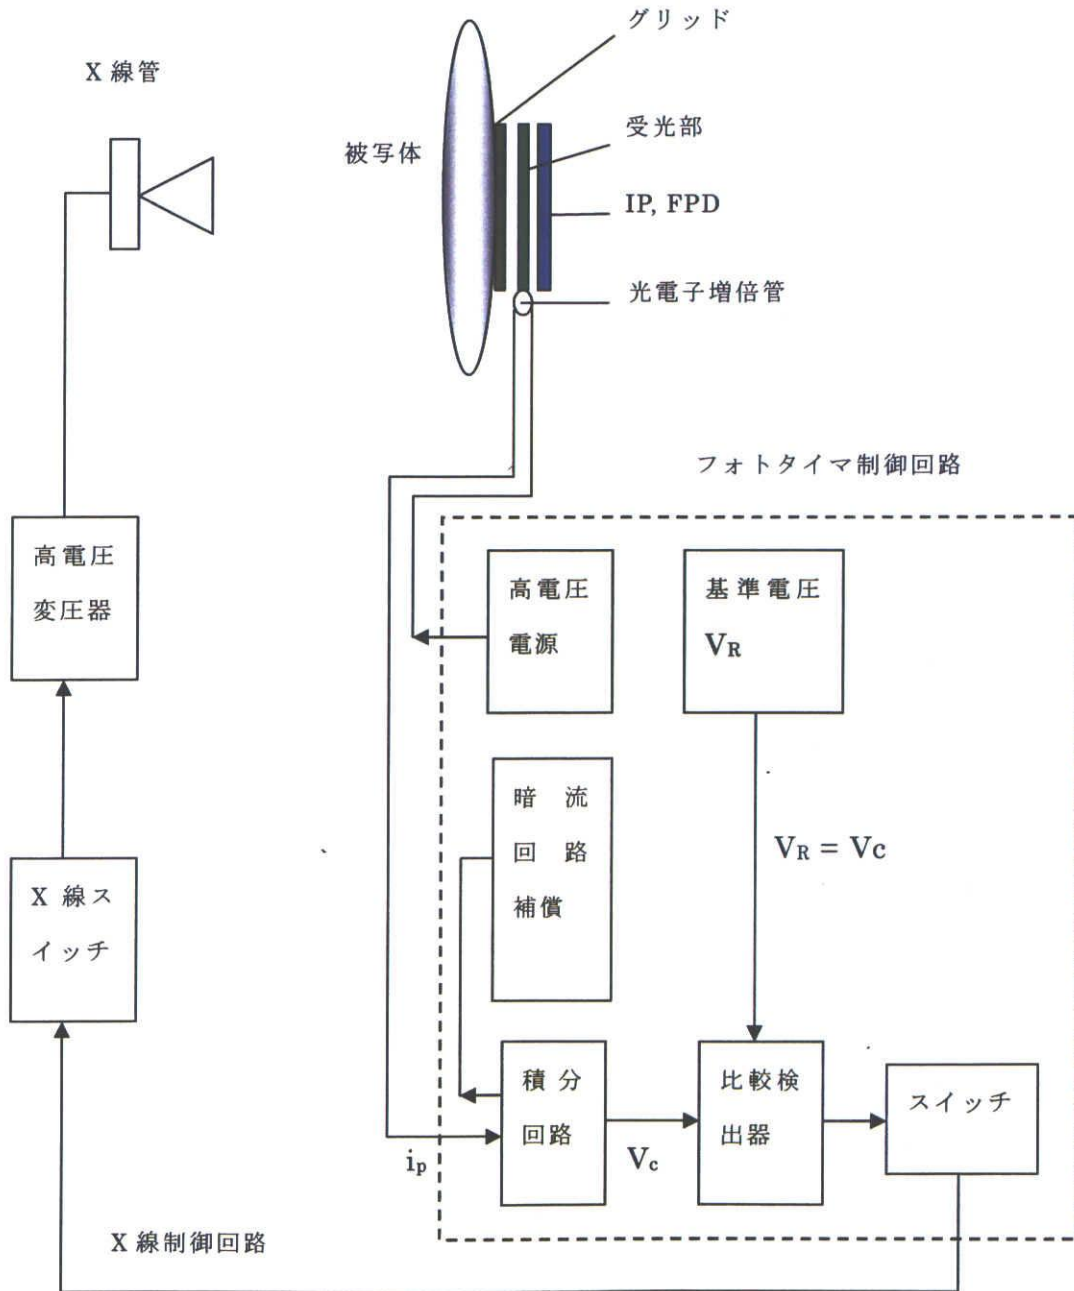 グリッド
X 線管
被写体
受光部
IP, FPD
光電子増倍管
フォトタイマ制御回路
高電圧
変圧器
高電圧
電源
基準電圧
VR
暗 流
回 路
補償
VR = Vc
X 線ス
イッチ
積分
回路
比較検
出器
スイッチ
ip
Vc
X 線制御回路